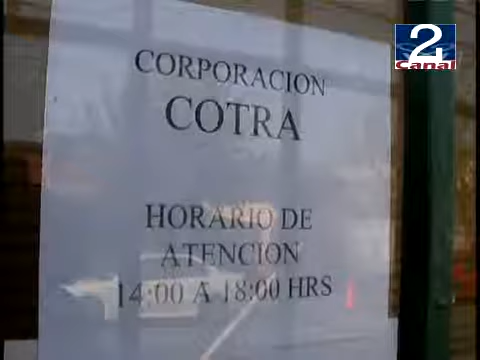 2
Canal
CORPORACION
COTRA
HORARIO DE
ATENCION
14:00 A 18:00 HRS